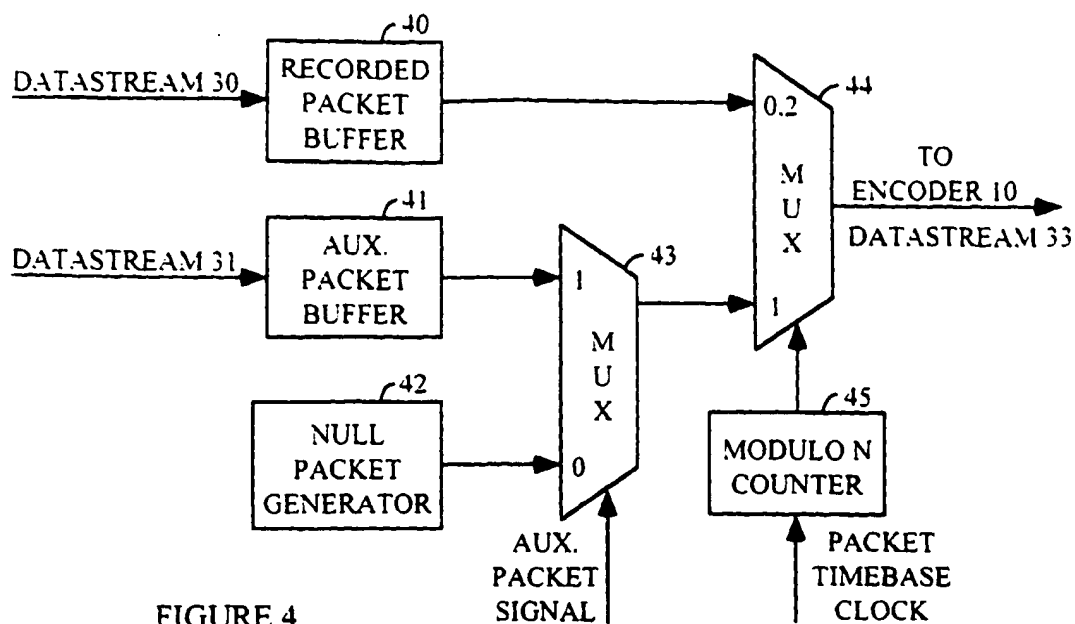 40
DATASTREAM 30
RECORDED
PACKET
BUFFER
44
0.2
MUX
TO
ENCODER 10
DATASTREAM 33
41
DATASTREAM 31
AUX.
PACKET
BUFFER
43
1
MUX
1
42
NULL
PACKET
GENERATOR
0
45
MODULO N
COUNTER
AUX.
PACKET
SIGNAL
PACKET
TIMEBASE
CLOCK
FIGURE 4